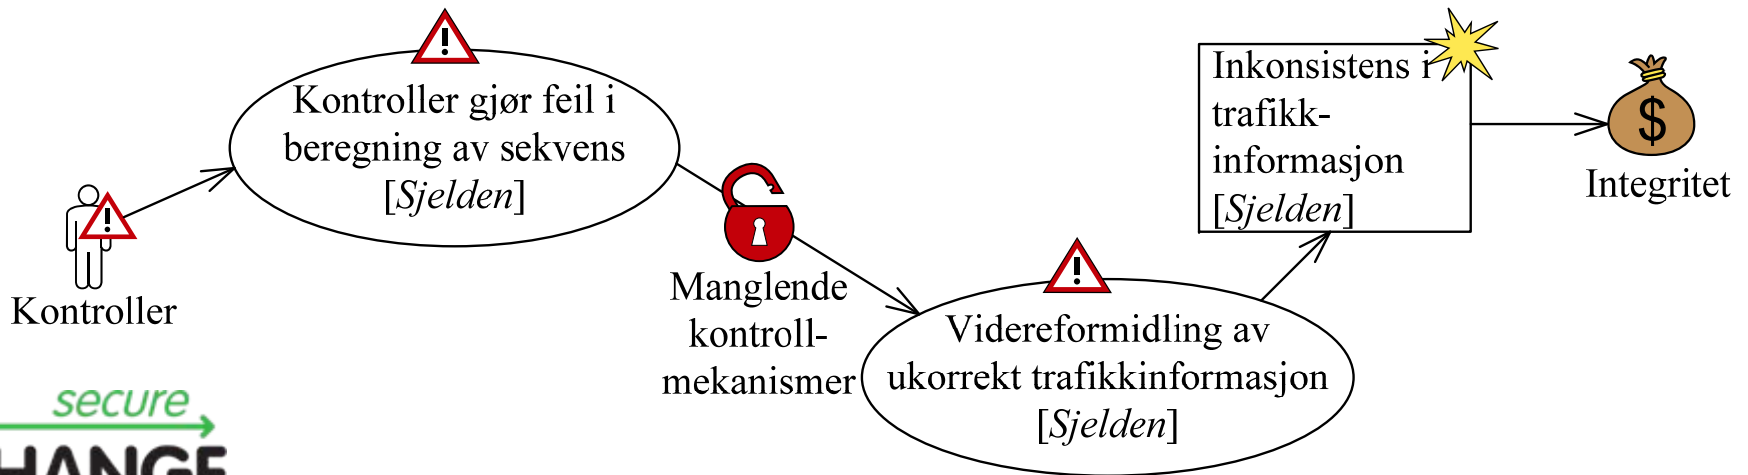 Kontroller
Kontroller gjør feil i
beregning av sekvens
[Sjelden]
Manglende
kontroll-
mekanismer
Videreformidling av
ukorrekt trafikkinformasjon
[Sjelden]
Inkonsistens i
trafikk-
informasjon
[Sjelden]
$
Integritet
secure
HANGE